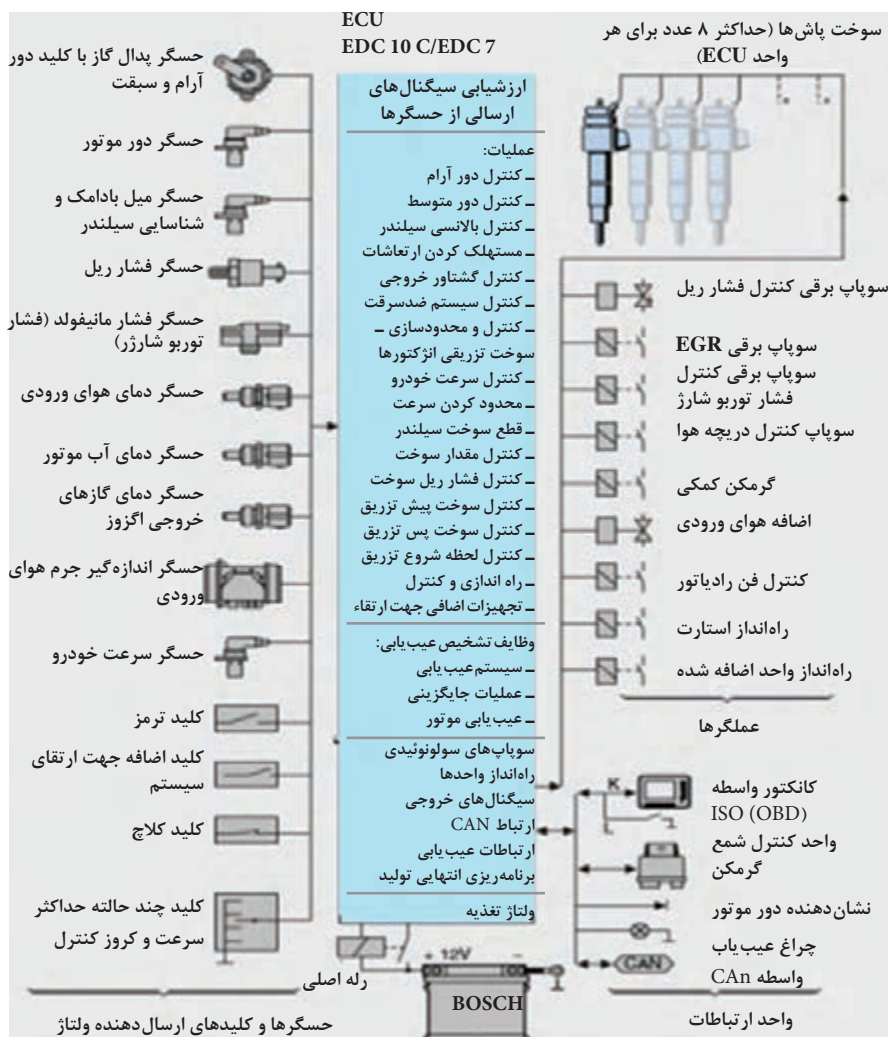 ECU
EDC 10 C/EDC 7
سوخت پاش‌ها (حداکثر ۸ عدد برای هر
واحد ECU)
حسگر پدال گاز با کلید دور
آرام و سبقت
حسگر دور موتور
حسگر میل بادامک و
شناسایی سیلندر
حسگر فشار ریل
حسگر فشار مانیفولد (فشار
توربو شارژر)
حسگر دمای هوای ورودی
حسگر دمای آب موتور
حسگر دمای گازهای
خروجی اگزوز
حسگر اندازه‌گیر جرم هوای
ورودی
حسگر سرعت خودرو
کلید ترمز
کلید اضافه جهت ارتقای
سیستم
کلید کلاچ
کلید چند حالته حداکثر
سرعت و کروز کنترل
حسگرها و کلیدهای ارسال‌دهنده ولتاژ
ارزشیابی سیگنال‌های
ارسالی از حسگرها
عملیات:
ـ کنترل دور آرام
ـ کنترل دور متوسط
ـ کنترل بالانسی سیلندر
ـ مستهلک کردن ارتعاشات
ـ کنترل گشتاور خروجی
ـ کنترل سیستم ضدسرقت
ـ کنترل و محدودسازی ـ
سوخت تزریقی انژکتورها
ـ کنترل سرعت خودرو
ـ محدود کردن سرعت
ـ قطع سوخت سیلندر
ـ کنترل مقدار سوخت
ـ کنترل فشار ریل سوخت
ـ کنترل سوخت پیش تزریق
ـ کنترل سوخت پس تزریق
ـ کنترل لحظه شروع تزریق
ـ راه اندازی و کنترل
ـ تجهیزات اضافی جهت ارتقاء
وظایف تشخیص عیب‌یابی:
ـ سیستم عیب‌یابی
ـ عملیات جایگزینی
ـ عیب‌یابی موتور
سوپاپ‌های سولونوئیدی
راه‌انداز واحدها
سیگنال‌های خروجی
ارتباط CAN
ارتباطات عیب‌یابی
برنامه‌ریزی انتهایی تولید
ولتاژ تغذیه
رله اصلی
+ 12V −
BOSCH
سوپاپ برقی کنترل فشار ریل
سوپاپ برقی EGR
سوپاپ برقی کنترل
فشار توربو شارژ
سوپاپ کنترل دریچه هوا
گرمکن کمکی
اضافه هوای ورودی
کنترل فن رادیاتور
راه‌انداز استارت
راه‌انداز واحد اضافه شده
عملگرها
K
کانکتور واسطه
ISO (OBD)
واحد کنترل شمع
گرمکن
نشان‌دهنده دور موتور
چراغ عیب‌یاب
CAN
واسطه CAn
واحد ارتباطات